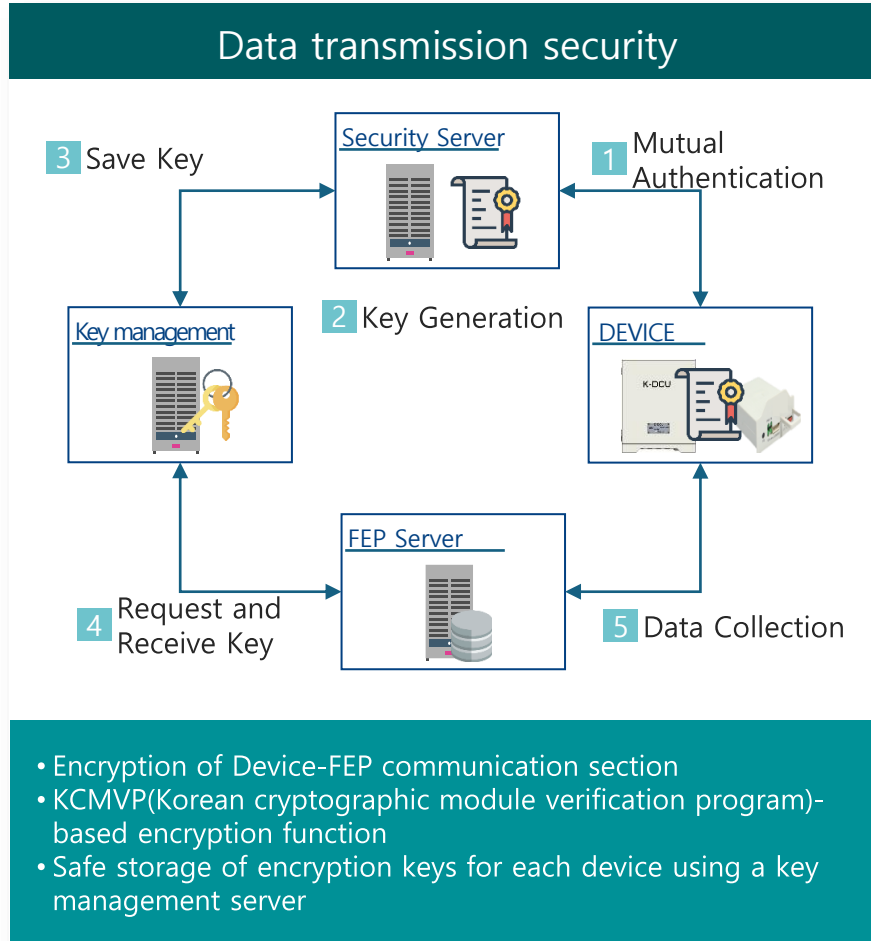 Data transmission security
Security Server
3 Save Key
1 Mutual
Authentication
2 Key Generation
Key management
DEVICE
K-DCU
FEP Server
4 Request and
Receive Key
5 Data Collection
• Encryption of Device-FEP communication section
• KCMVP(Korean cryptographic module verification program)-
based encryption function
• Safe storage of encryption keys for each device using a key
management server